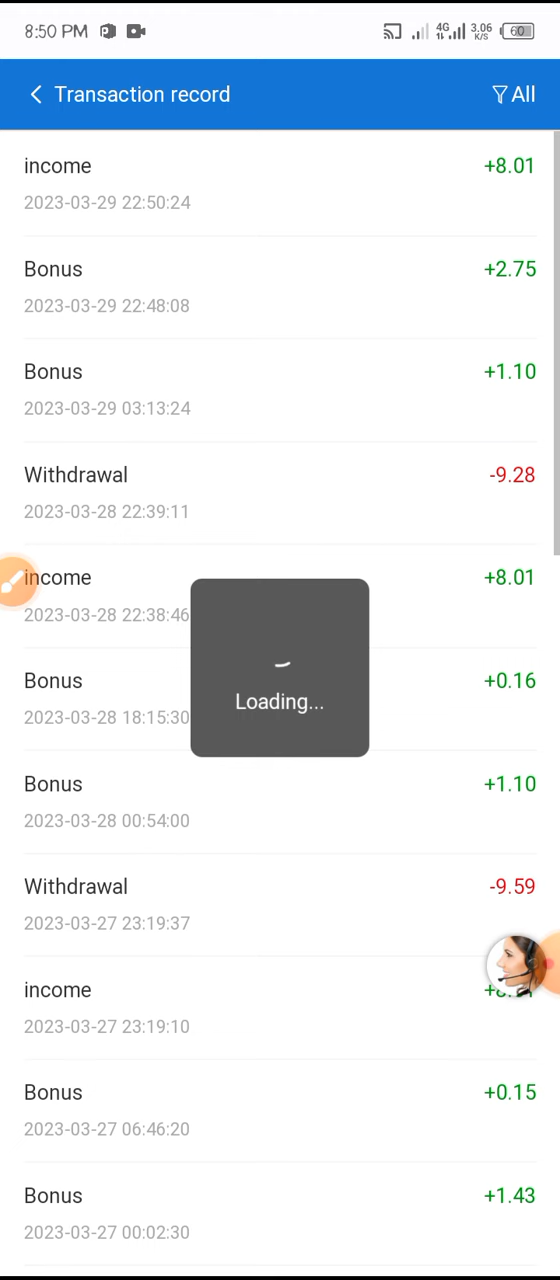 8:50 PM
4G
3.06
K/S
60
Transaction record
All
income
+8.01
2023-03-29 22:50:24
Bonus
+2.75
2023-03-29 22:48:08
Bonus
+1.10
2023-03-29 03:13:24
Withdrawal
-9.28
2023-03-28 22:39:11
income
+8.01
2023-03-28 22:38:46
Bonus
+0.16
2023-03-28 18:15:30
Loading...
Bonus
+1.10
2023-03-28 00:54:00
Withdrawal
-9.59
2023-03-27 23:19:37
income
2023-03-27 23:19:10
Bonus
+0.15
2023-03-27 06:46:20
Bonus
+1.43
2023-03-27 00:02:30